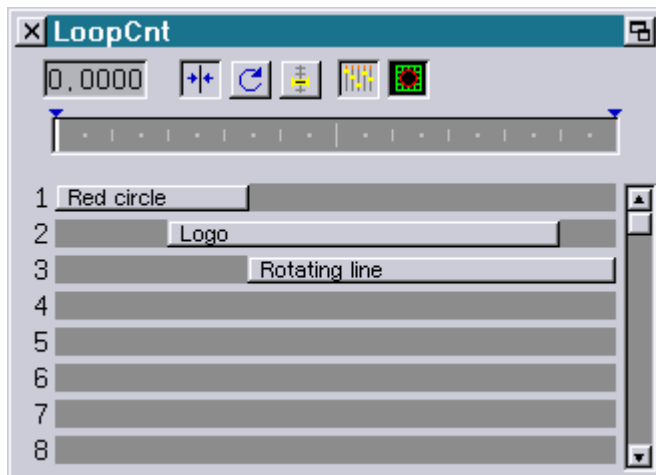 LoopCnt
0,0000
1 Red circle
2 Logo
3 Rotating line
4
5
6
7
8